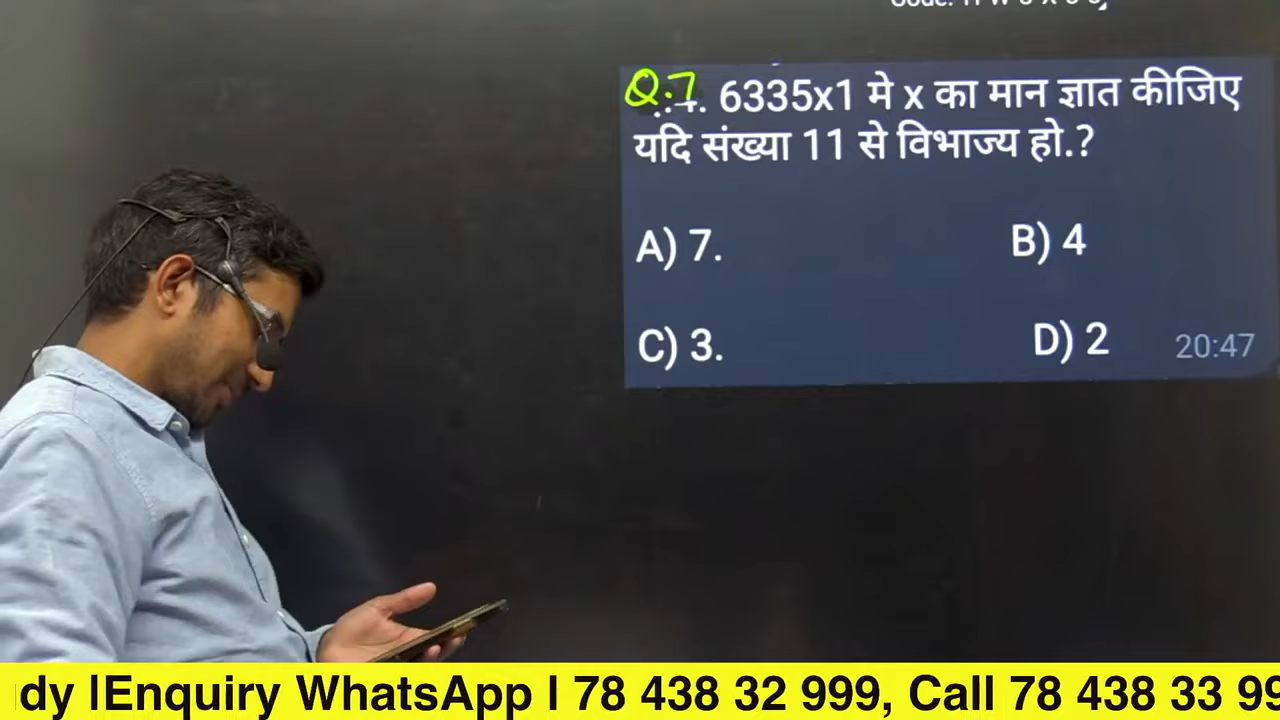 Q.7
6335x1 मे x का मान ज्ञात कीजिए
यदि संख्या 11 से विभाज्य हो.?
A) 7.
B) 4
C) 3.
D) 2
20:47
dy |Enquiry WhatsApp | 78 438 32 999, Call 78 438 33 99